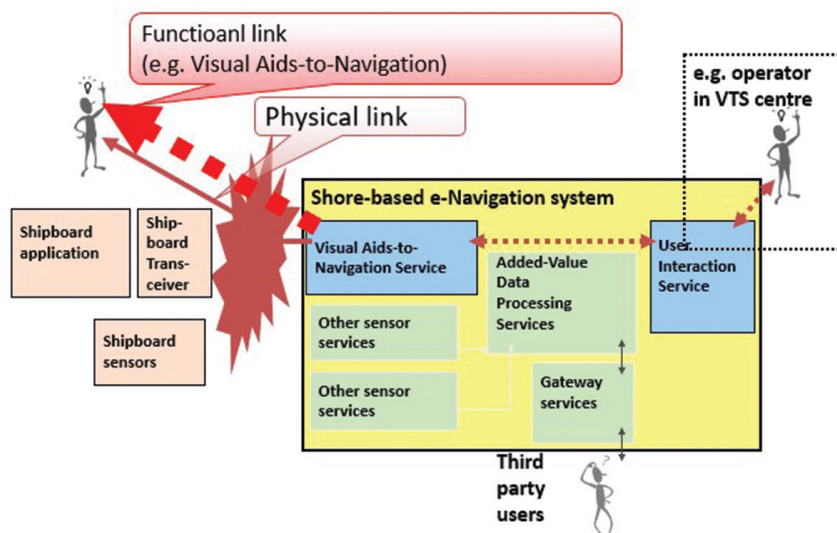 Functioanl link
(e.g. Visual Aids-to-Navigation)
Physical link
e.g. operator
in VTS centre
Shore-based e-Navigation system
Shipboard
application
Ship-
board
Trans-
ceiver
Shipboard
sensors
Visual Aids-to-
Navigation Service
Added-Value
Data
Processing
Services
User
Interaction
Service
Other sensor
services
Other sensor
services
Gateway
services
Third
party
users